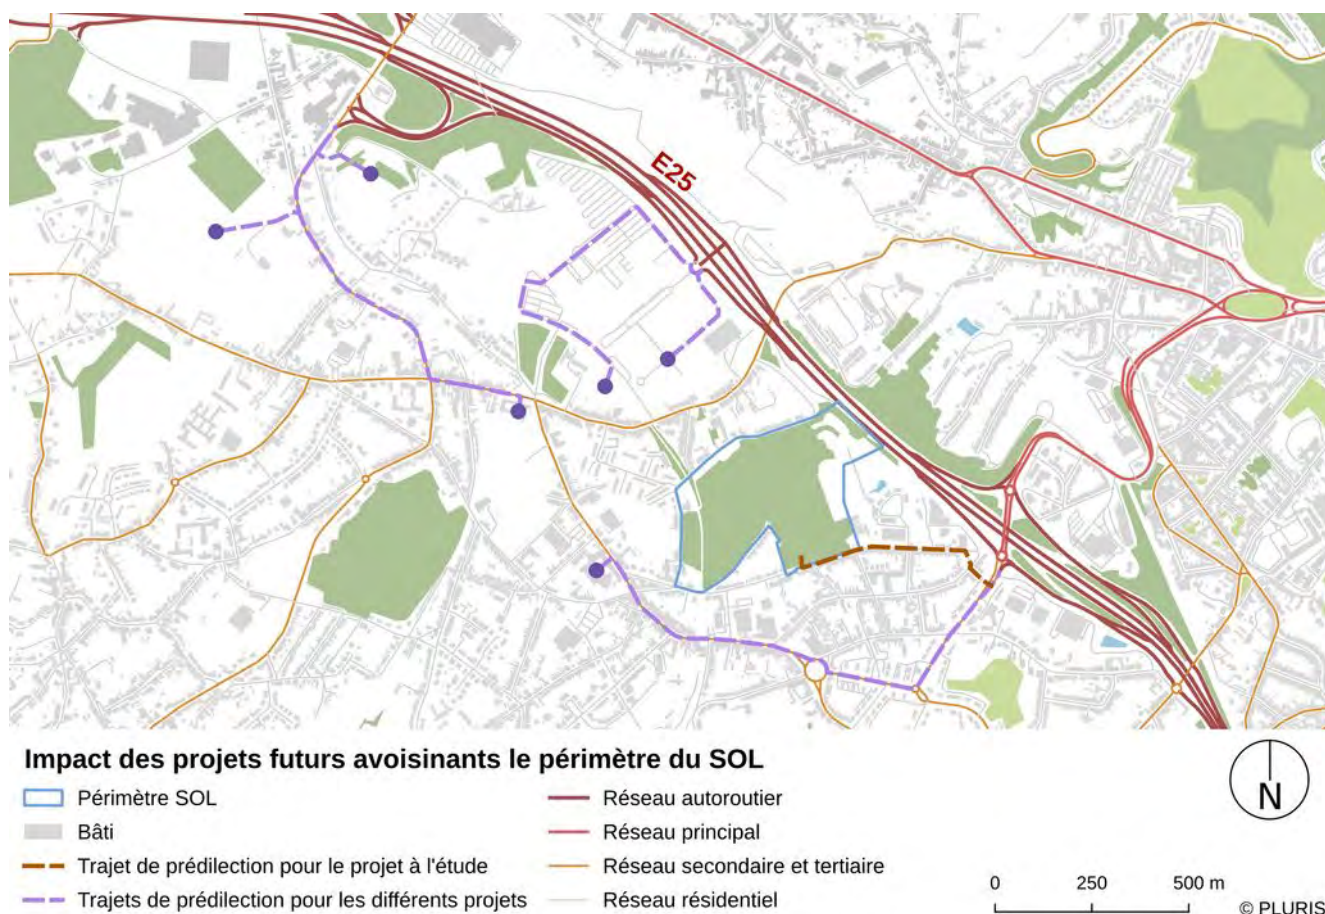 E25
Impact des projets futurs avoisinants le périmètre du SOL
Périmètre SOL
Bâti
Trajet de prédilection pour le projet à l'étude
Trajets de prédilection pour les différents projets
Réseau autoroutier
Réseau principal
Réseau secondaire et tertiaire
Réseau résidentiel
N
0 250 500 m
© PLURIS